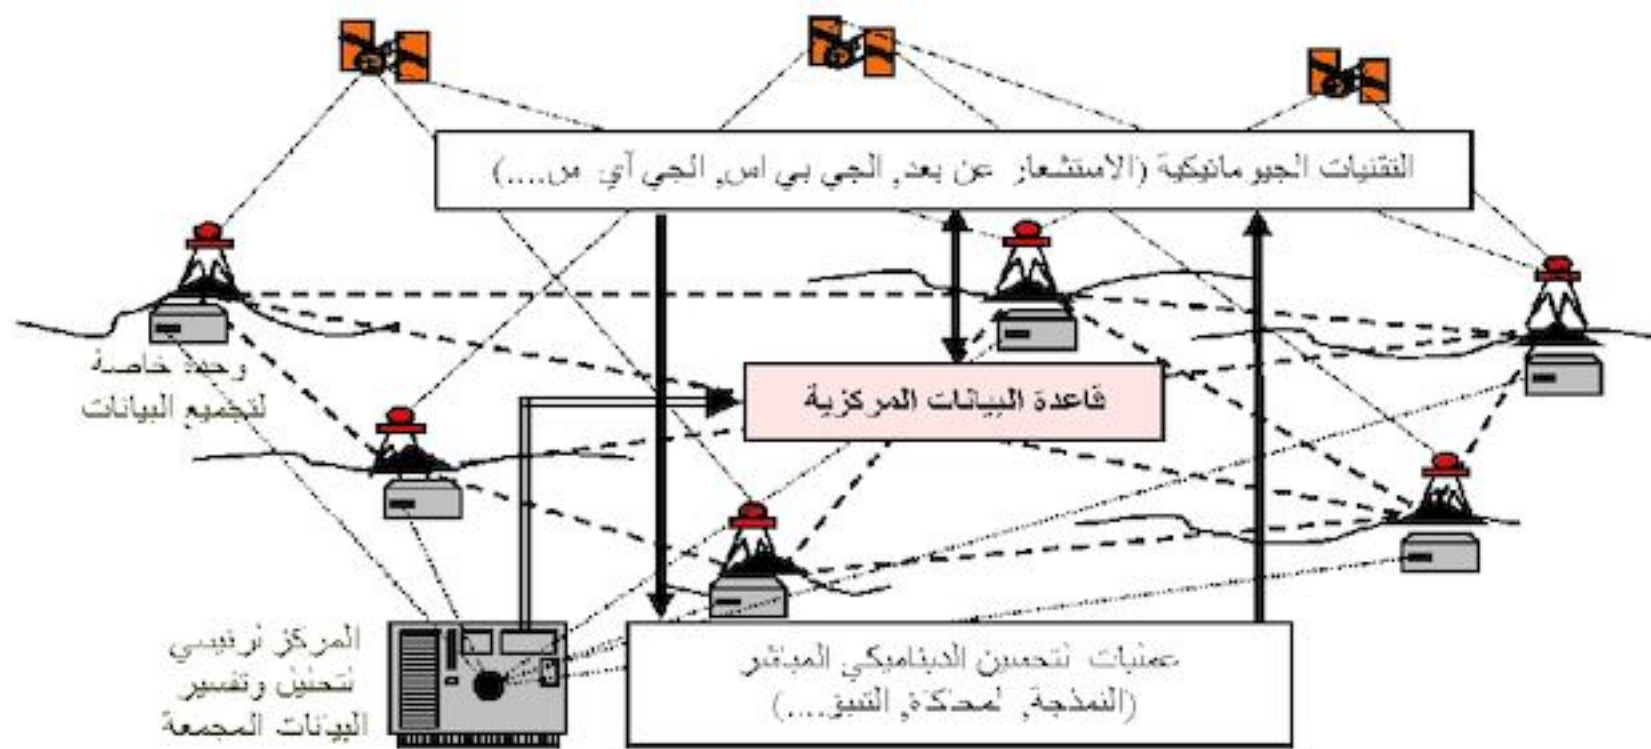 التقنيات الجيوماتيكية (الاستشعار عن بعد, الجي بي اس, الجي آي س....)
وحدة خاصة
لتجميع البيانات
قاعدة البيانات المركزية
المركز لرئيسي
لتحليل وتفسير
البيانات المجمعة
عمليات لتحسين الديناميكي المباشر
(النمذجة, لمحاكاة, التنبؤ....)